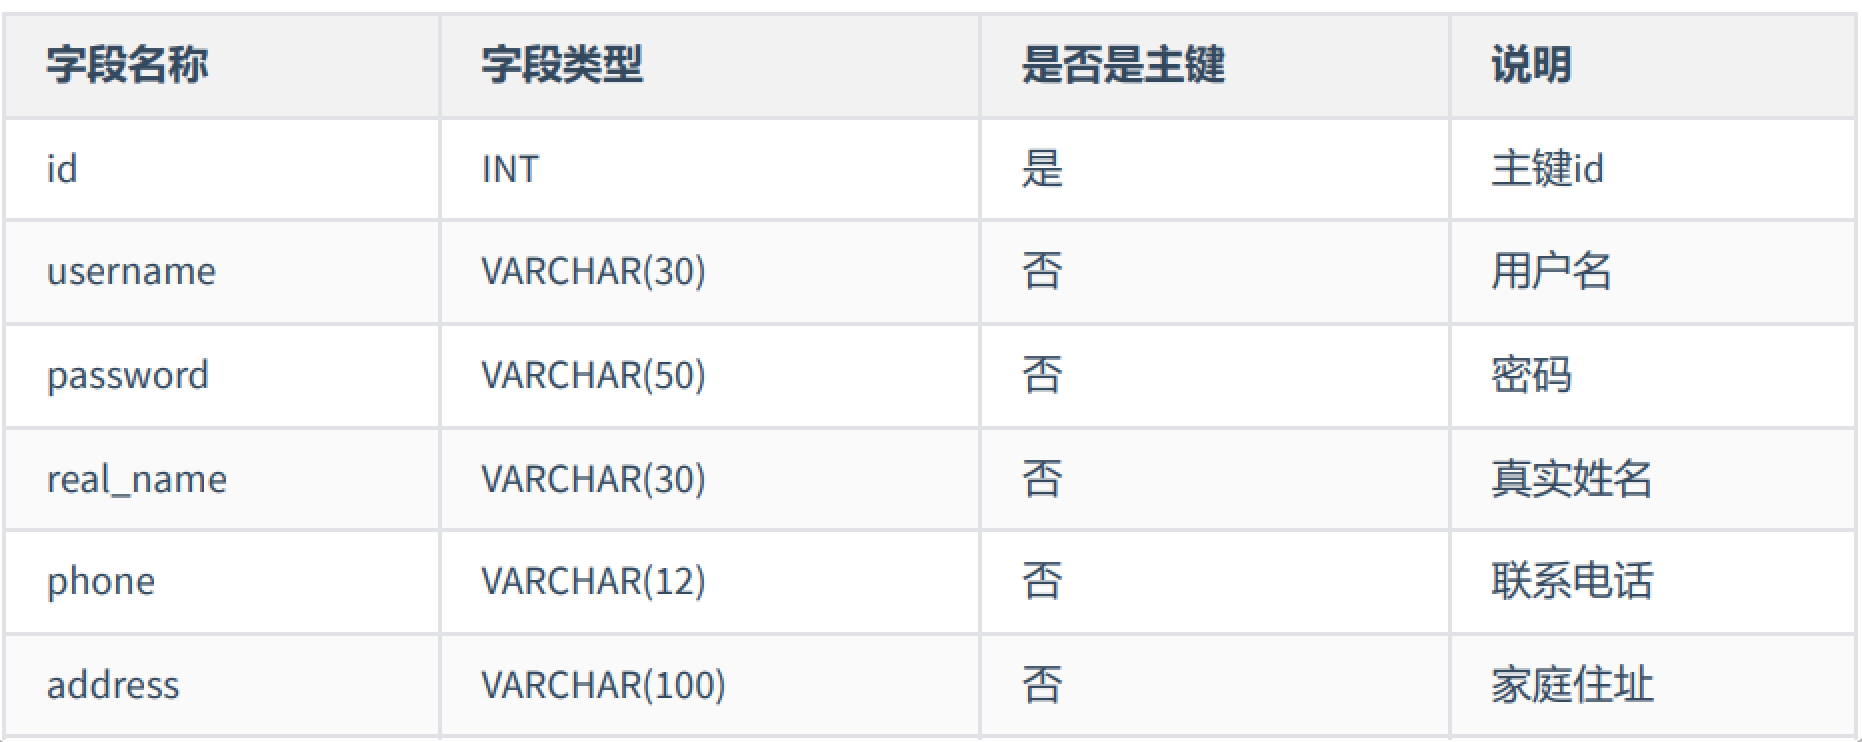 字段名称 字段类型 是否是主键 说明
id INT 是 主键id
username VARCHAR(30) 否 用户名
password VARCHAR(50) 否 密码
real_name VARCHAR(30) 否 真实姓名
phone VARCHAR(12) 否 联系电话
address VARCHAR(100) 否 家庭住址